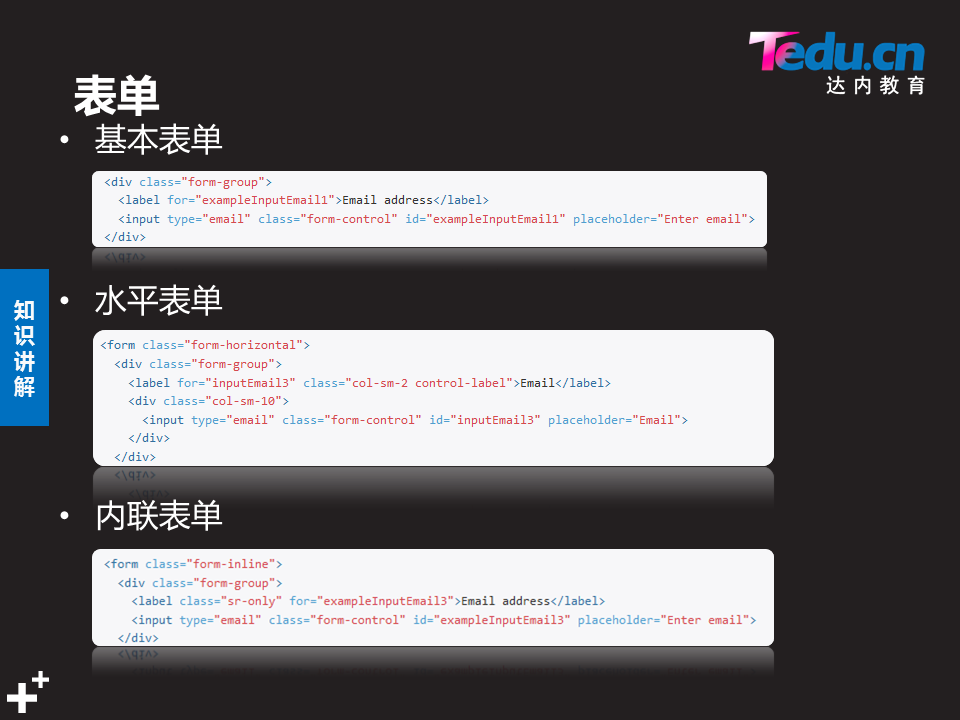 Tedu.cn
达内教育
表单
• 基本表单
<div class="form-group">
<label for="exampleInputEmail1">Email address</label>
<input type="email" class="form-control" id="exampleInputEmail1" placeholder="Enter email">
</div>
知识讲解
• 水平表单
<form class="form-horizontal">
<div class="form-group">
<label for="inputEmail3" class="col-sm-2 control-label">Email</label>
<div class="col-sm-10">
<input type="email" class="form-control" id="inputEmail3" placeholder="Email">
</div>
</div>
• 内联表单
<form class="form-inline">
<div class="form-group">
<label class="sr-only" for="exampleInputEmail3">Email address</label>
<input type="email" class="form-control" id="exampleInputEmail3" placeholder="Enter email">
</div>